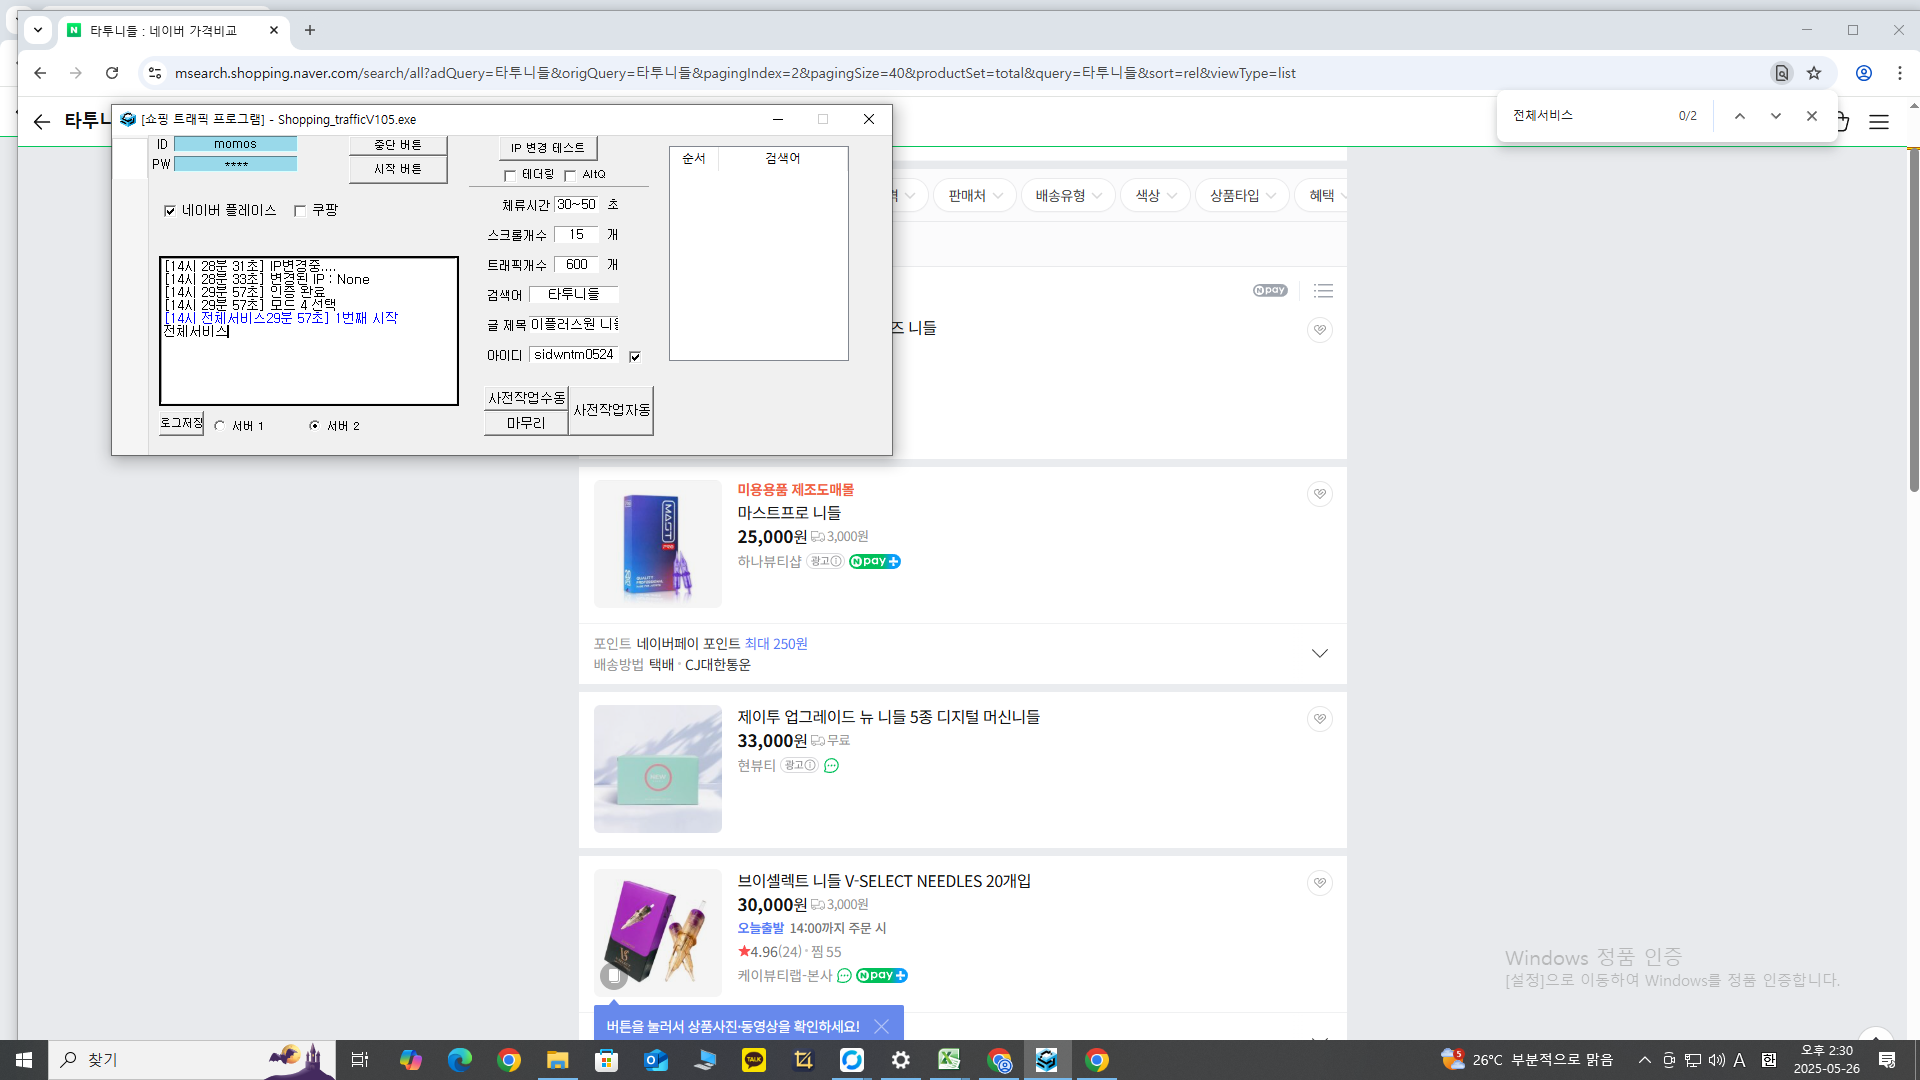 타투니들 : 네이버 가격비교
msearch.shopping.naver.com/search/all?adQuery=타투니들&origQuery=타투니들&pagingIndex=2&pagingSize=40&productSet=total&query=타투니들&sort=rel&viewType=list
전체서비스 0/2
타투니
[쇼핑 트래픽 프로그램] - Shopping_trafficV105.exe
ID momos
PW ****
중단 버튼
시작 버튼
IP 변경 테스트
테더링 AltQ
네이버 플레이스 쿠팡
체류시간 30~50 초
스크롤개수 15 개
트래픽개수 600 개
검색어 타투니들
글 제목 이플러스원 니들
아이디 sidwntm0524
사전작업수동
마무리
사전작업자동
순서 검색어
[14시 28분 31초] IP변경중....
[14시 28분 33초] 변경된 IP : None
[14시 29분 57초] 인증 완료
[14시 29분 57초] 모드 4 선택
[14시 전체서비스29분 57초] 1번째 시작
전체서비스
로그저장 서버 1 서버 2
격 판매처 배송유형 색상 상품타입 혜택
N pay
즈 니들
미용용품 제조도매몰
마스트프로 니들
25,000원 3,000원
하나뷰티샵 광고 N pay +
포인트 네이버페이 포인트 최대 250원
배송방법 택배 · CJ대한통운
제이투 업그레이드 뉴 니들 5종 디지털 머신니들
33,000원 무료
현뷰티 광고
브이셀렉트 니들 V-SELECT NEEDLES 20개입
30,000원 3,000원
오늘출발 14:00까지 주문 시
★4.96(24) · 찜 55
케이뷰티랩-본사 N pay +
버튼을 눌러서 상품사진·동영상을 확인하세요!
MAST
PRO
Windows 정품 인증
[설정]으로 이동하여 Windows를 정품 인증합니다.
찾기
TALK
5
26°C 부분적으로 맑음
A
한
오후 2:30
2025-05-26